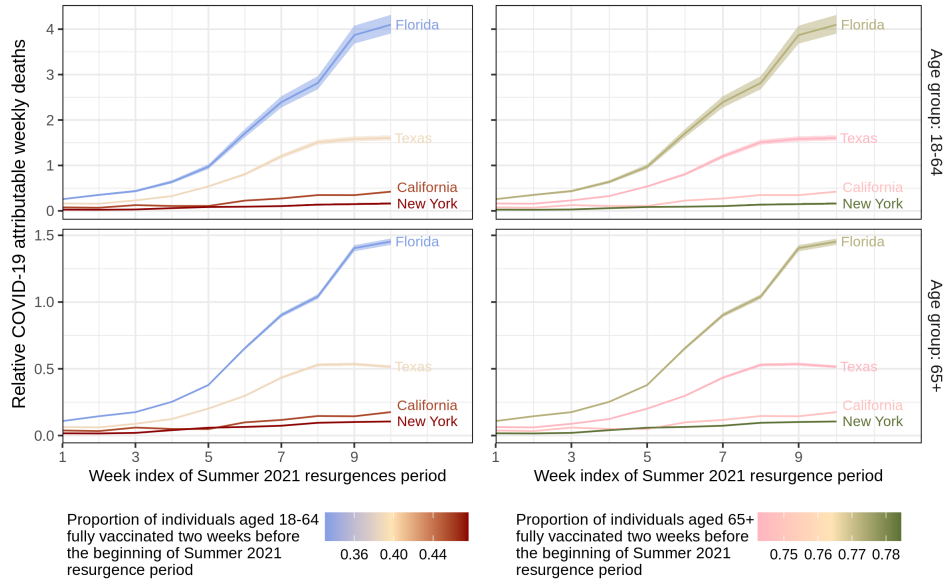 Relative COVID-19 attributable weekly deaths
4
3
2
1
0
Florida
Texas
California
New York
Florida
Texas
California
New York
Age group: 18-64
1.5
1.0
0.5
0.0
Florida
Texas
California
New York
Florida
Texas
California
New York
Age group: 65+
1 3 5 7 9
1 3 5 7 9
Week index of Summer 2021 resurgences period
Week index of Summer 2021 resurgence period
Proportion of individuals aged 18-64
fully vaccinated two weeks before
the beginning of Summer 2021
resurgence period
0.36 0.40 0.44
Proportion of individuals aged 65+
fully vaccinated two weeks before
the beginning of Summer 2021
resurgence period
0.75 0.76 0.77 0.78